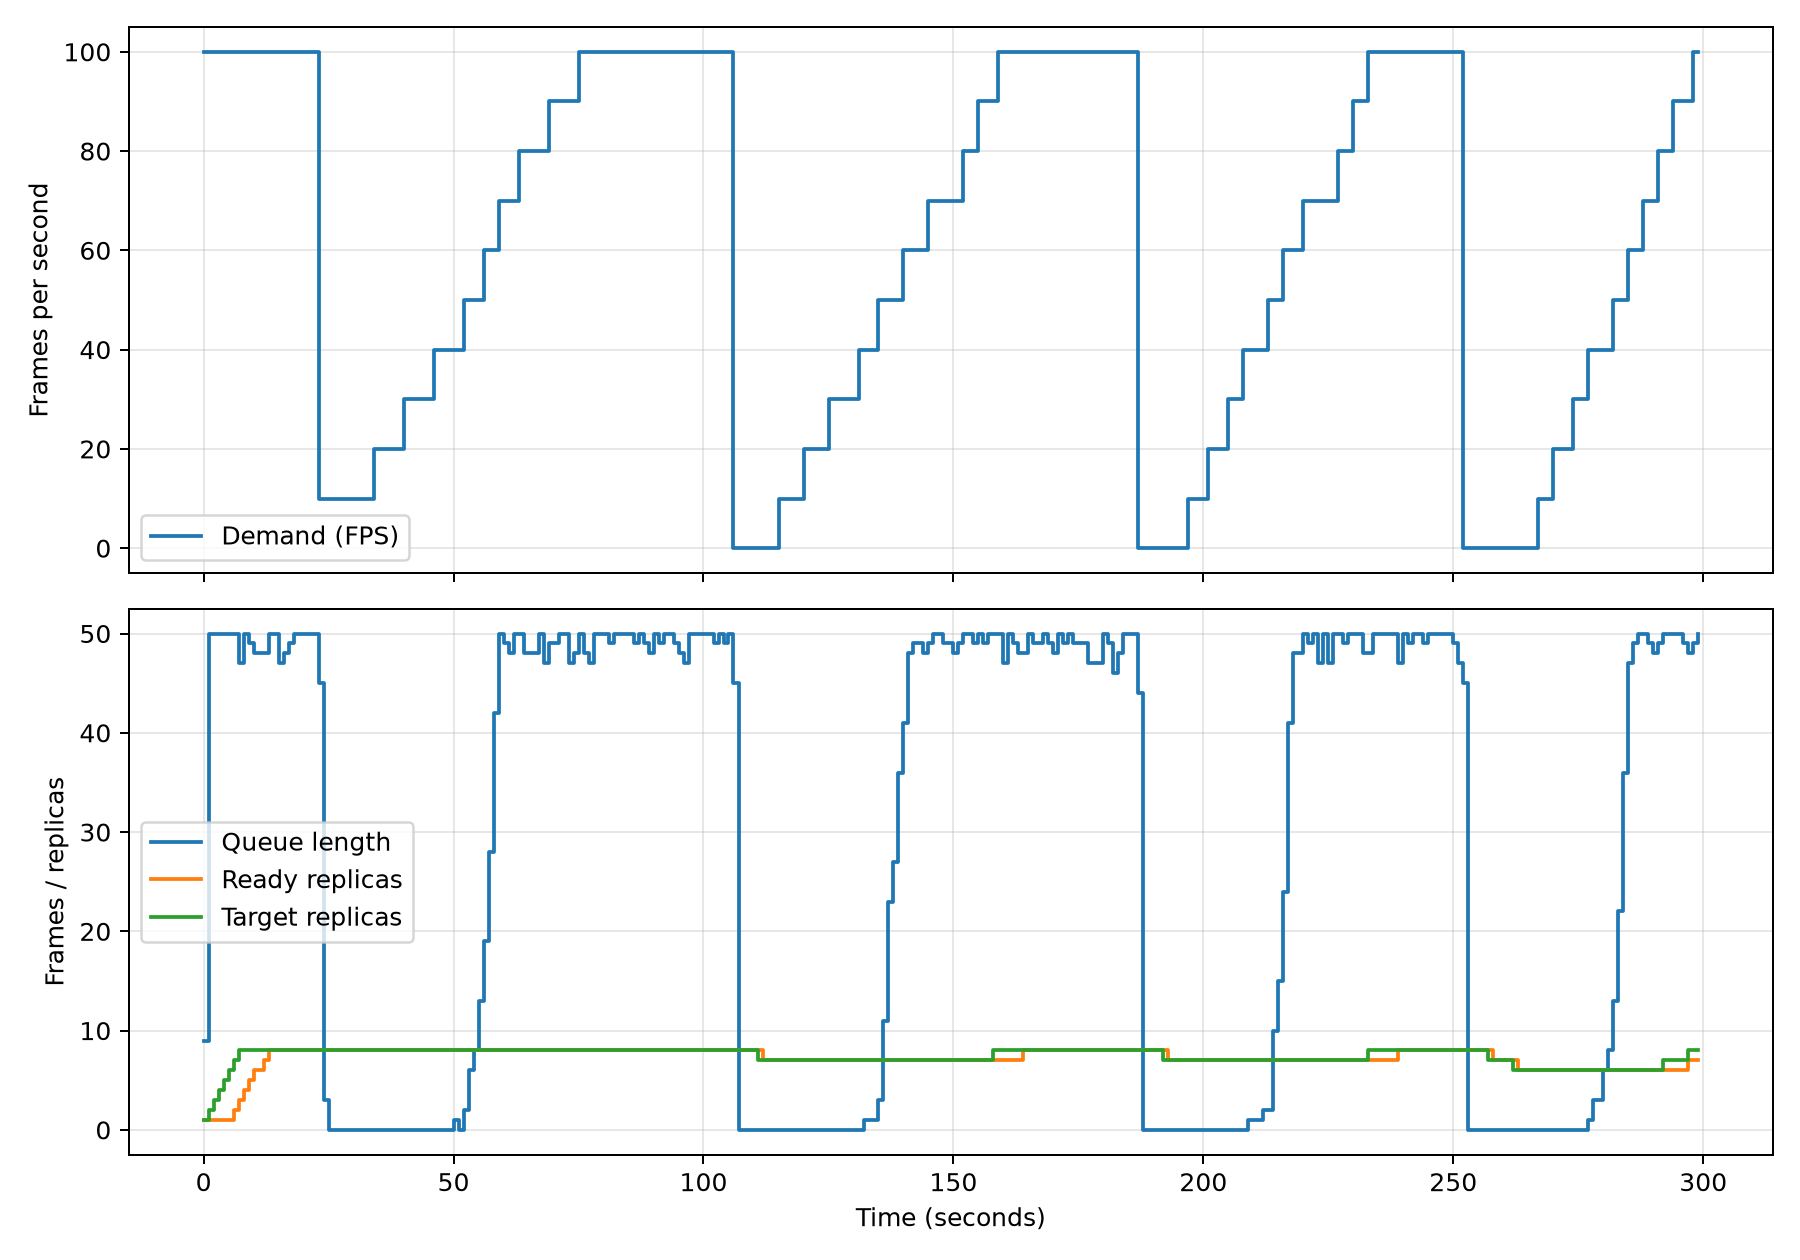 100
80
60
40
20
0
Frames per second
Demand (FPS)
50
40
30
20
10
0
Frames / replicas
Queue length
Ready replicas
Target replicas
0 50 100 150 200 250 300
Time (seconds)